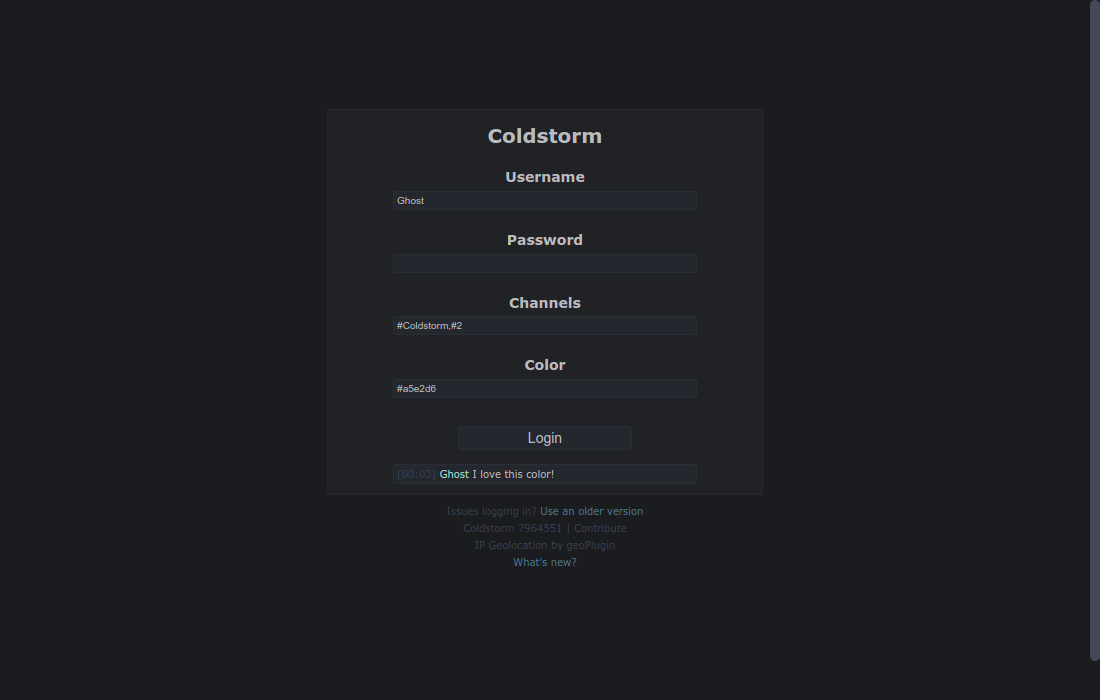 Coldstorm
Username
Ghost
Password
Channels
#Coldstorm,#2
Color
#a5e2d6
Login
[00:03] Ghost I love this color!
Issues logging in? Use an older version
Coldstorm 7964551 | Contribute
IP Geolocation by geoPlugin
What's new?